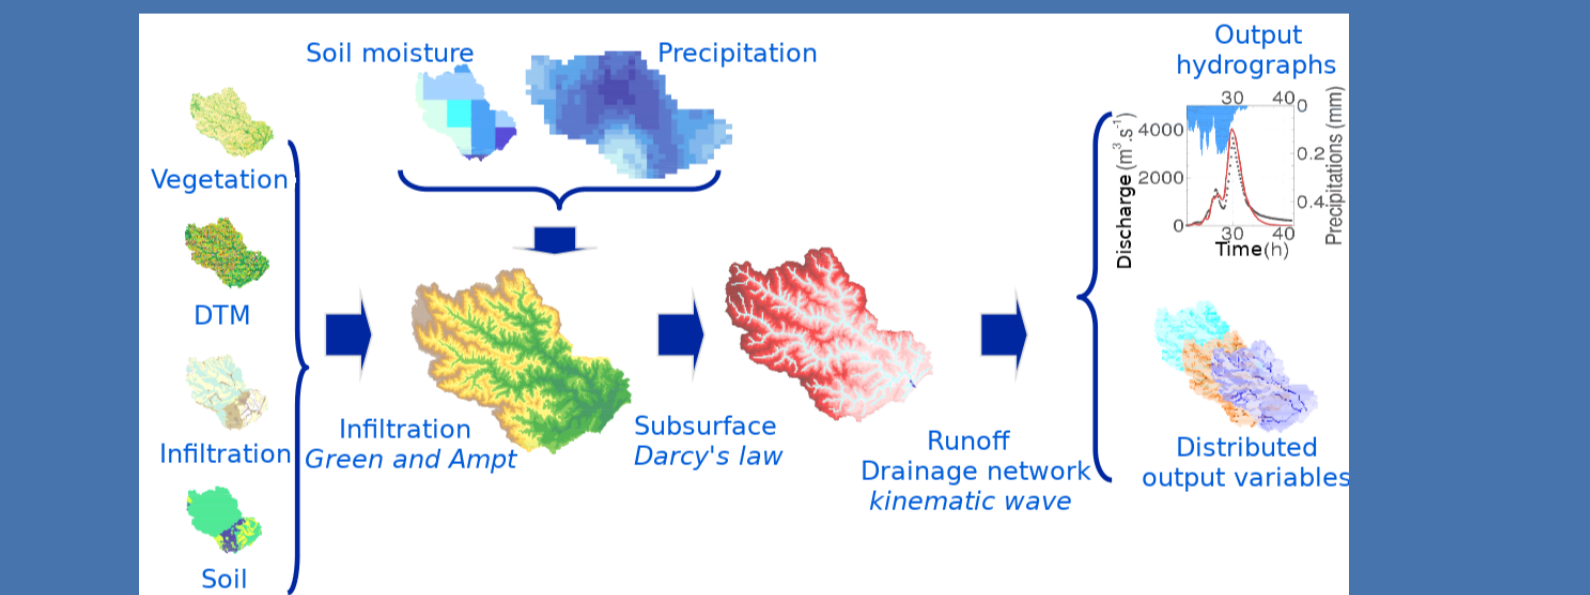 Soil moisture
Precipitation
Output
hydrographs
Vegetation
DTM
Infiltration
Soil
Infiltration
Green and Ampt
Subsurface
Darcy's law
Runoff
Drainage network
kinematic wave
30 40
0
0.2
0.4
Precipitations (mm)
4000
2000
0
Discharge (m³.s⁻¹)
30 40
Time(h)
Distributed
output variables